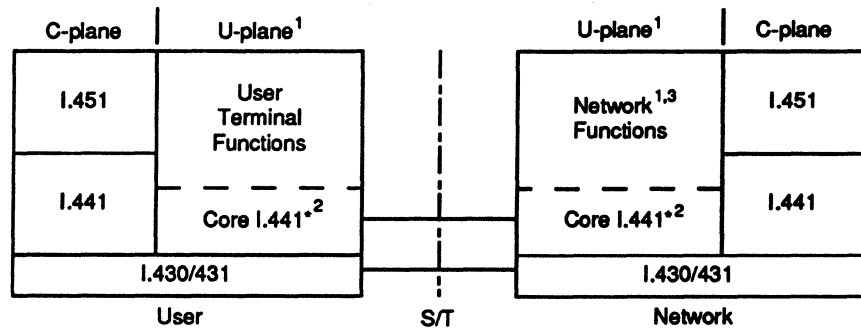 C-plane U-plane¹ U-plane¹ C-plane
I.451 User Terminal Functions Network¹,³ Functions I.451
I.441 Core I.441*² Core I.441*² I.441
I.430/431 I.430/431
User S/T Network